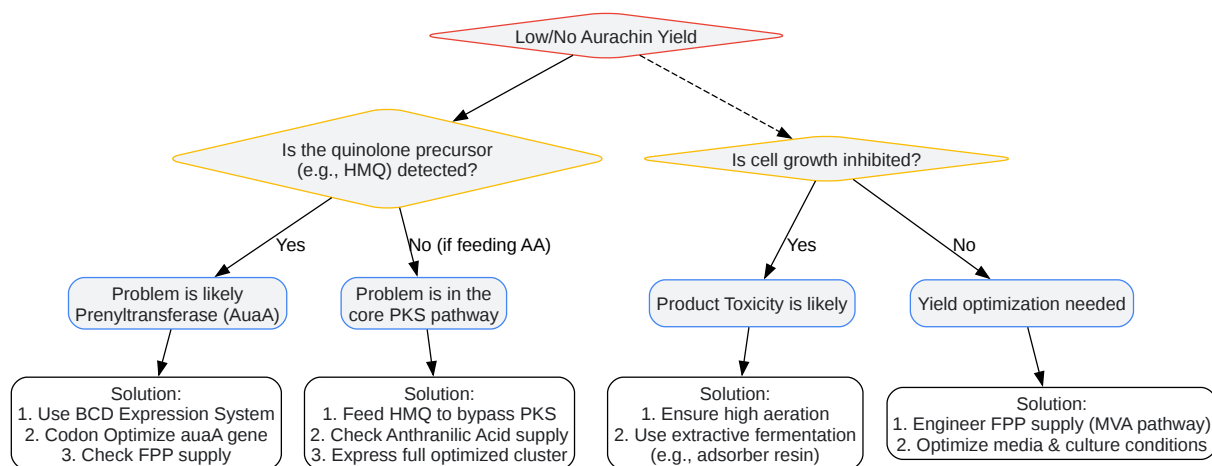 Low/No Aurachin Yield
Is the quinolone precursor
(e.g., HMQ) detected?
Is cell growth inhibited?
Yes
No (if feeding AA)
Yes
No
Problem is likely
Prenyltransferase (AuaA)
Problem is in the
core PKS pathway
Product Toxicity is likely
Yield optimization needed
Solution:
1. Use BCD Expression System
2. Codon Optimize auaA gene
3. Check FPP supply
Solution:
1. Feed HMQ to bypass PKS
2. Check Anthranilic Acid supply
3. Express full optimized cluster
Solution:
1. Ensure high aeration
2. Use extractive fermentation
(e.g., adsorber resin)
Solution:
1. Engineer FPP supply (MVA pathway)
2. Optimize media & culture conditions